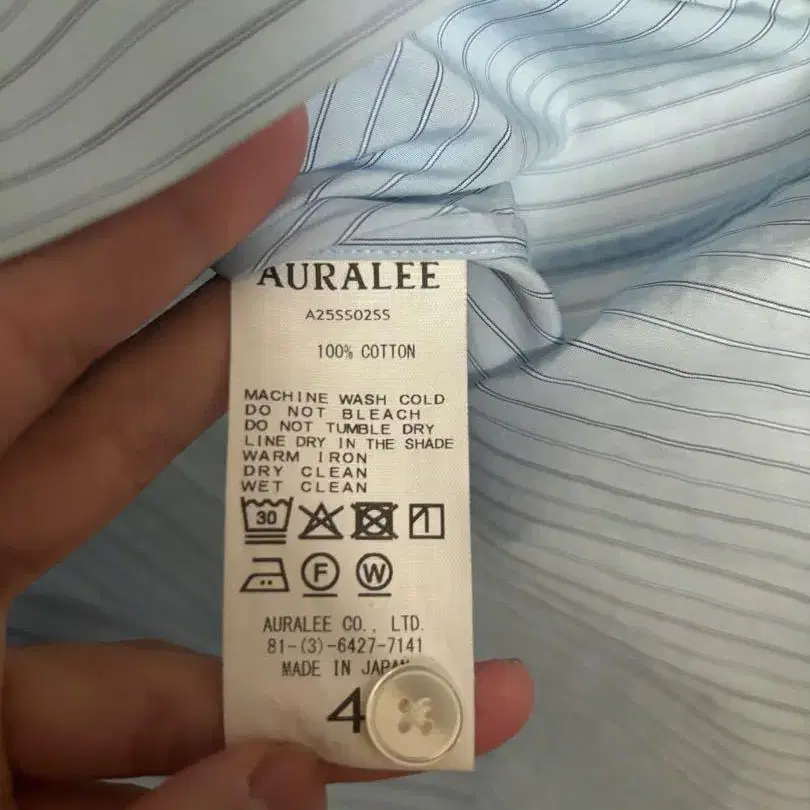 AURALEE
A25SS02SS
100% COTTON
MACHINE WASH COLD
DO NOT BLEACH
DO NOT TUMBLE DRY
LINE DRY IN THE SHADE
WARM IRON
DRY CLEAN
WET CLEAN
30
F W
AURALEE CO., LTD.
81-(3)-6427-7141
MADE IN JAPAN
4